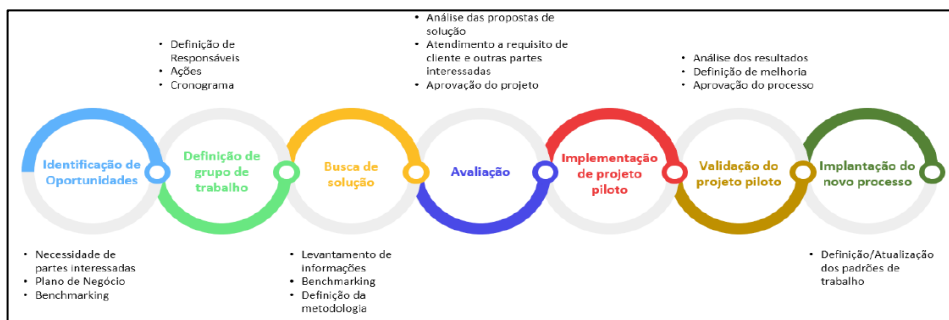 • Análise das propostas de
solução
• Atendimento a requisito de
cliente e outras partes
interessadas
• Aprovação do projeto
• Definição de
Responsáveis
• Ações
• Cronograma
• Análise dos resultados
• Definição de melhoria
• Aprovação do processo
Identificação de
Oportunidades
Definição de
grupo de
trabalho
Busca de
solução
Avaliação
Implementação
de projeto
piloto
Validação do
projeto piloto
Implantação do
novo processo
• Necessidade de
partes interessadas
• Plano de Negócio
• Benchmarking
• Levantamento de
informações
• Benchmarking
• Definição da
metodologia
• Definição/Atualização
dos padrões de
trabalho